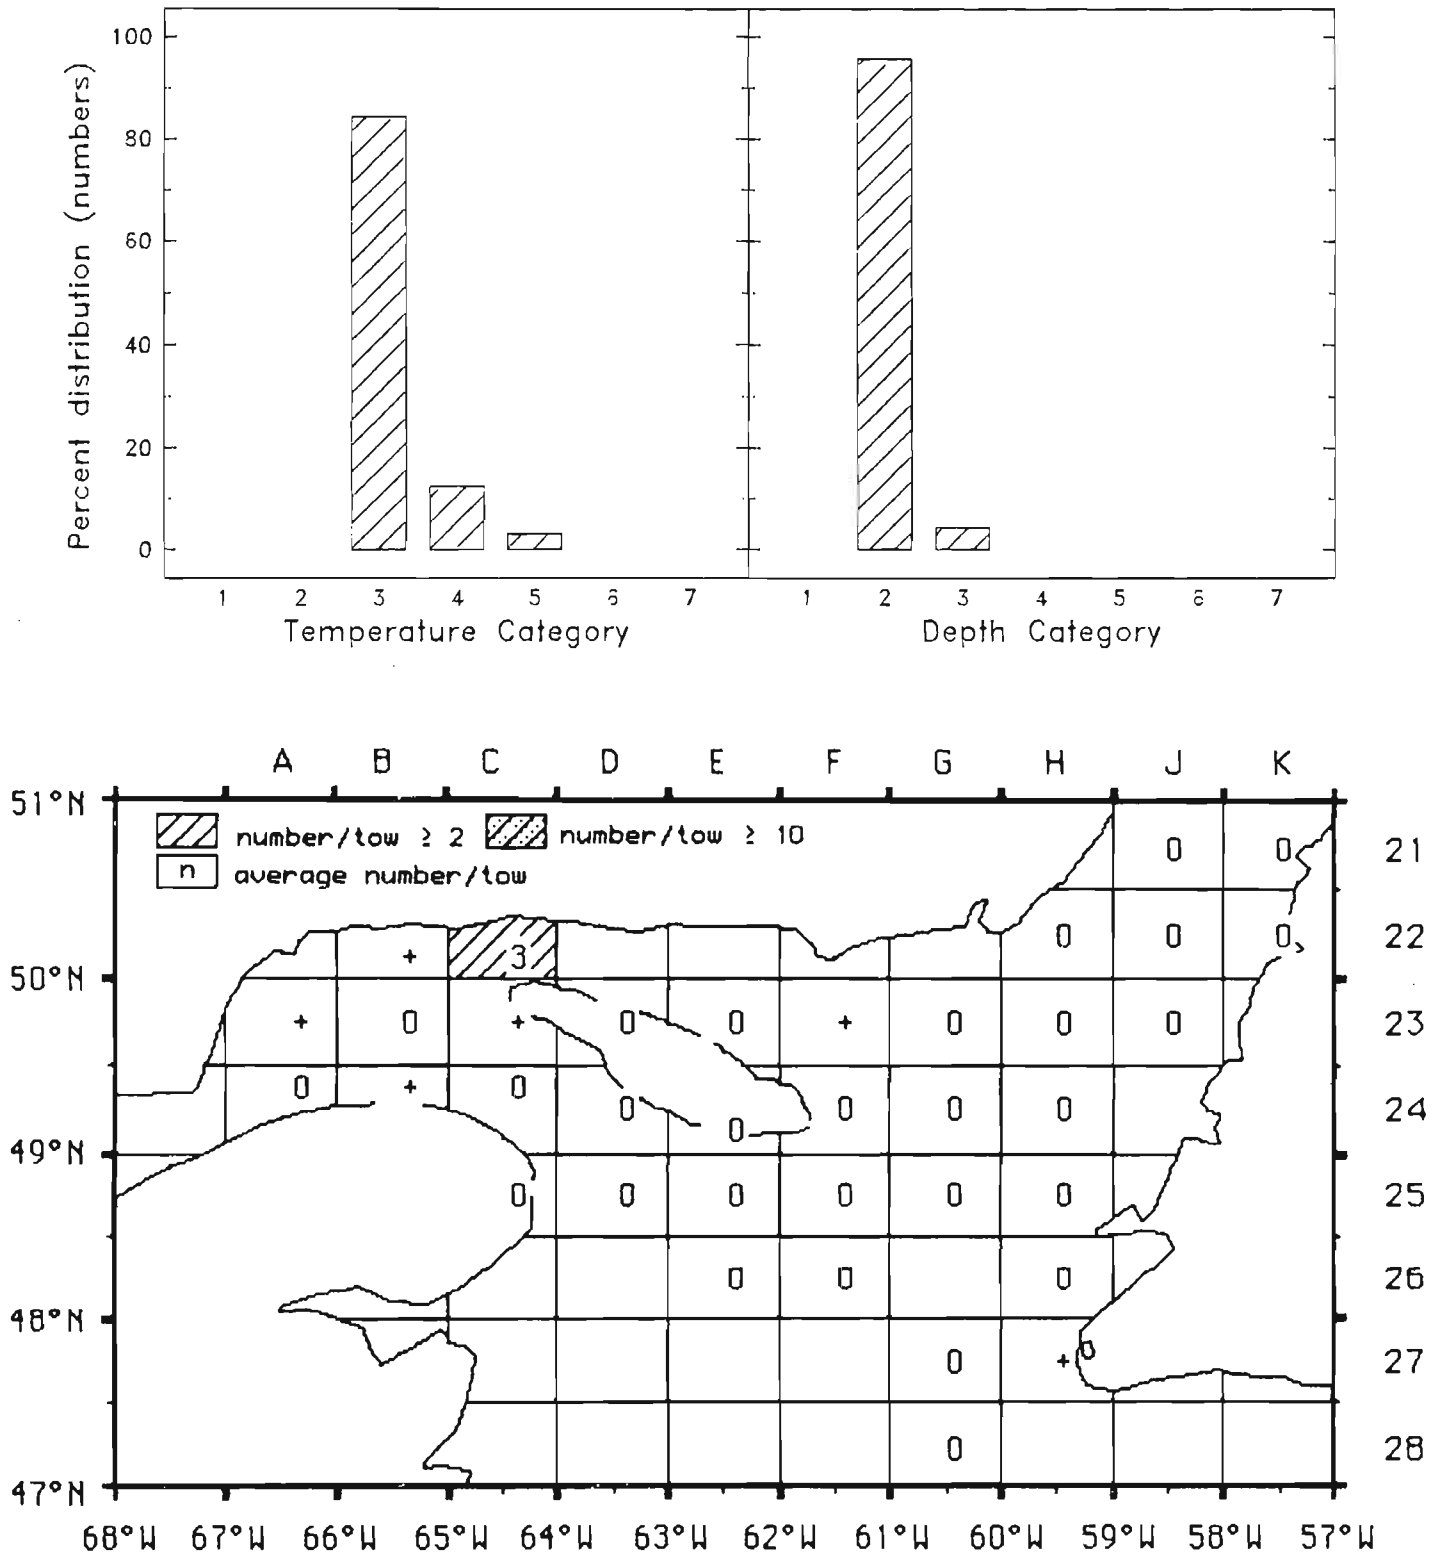 100
80
60
40
20
0
Percent distribution (numbers)
1 2 3 4 5 6 7
1 2 3 4 5 6 7
Temperature Category
Depth Category
A B C D E F G H J K
51°N
number/tow ≥ 2
number/tow ≥ 10
n average number/tow
0 0 21
+ 3 0 0 0 22
50°N
+ 0 + 0 0 + 0 0 0 23
0 + 0 0 0 0 0 0 24
49°N
0 0 0 0 0 0 25
0 0 0 26
48°N
0 + 27
0 28
47°N
68°W 67°W 66°W 65°W 64°W 63°W 62°W 61°W 60°W 59°W 58°W 57°W